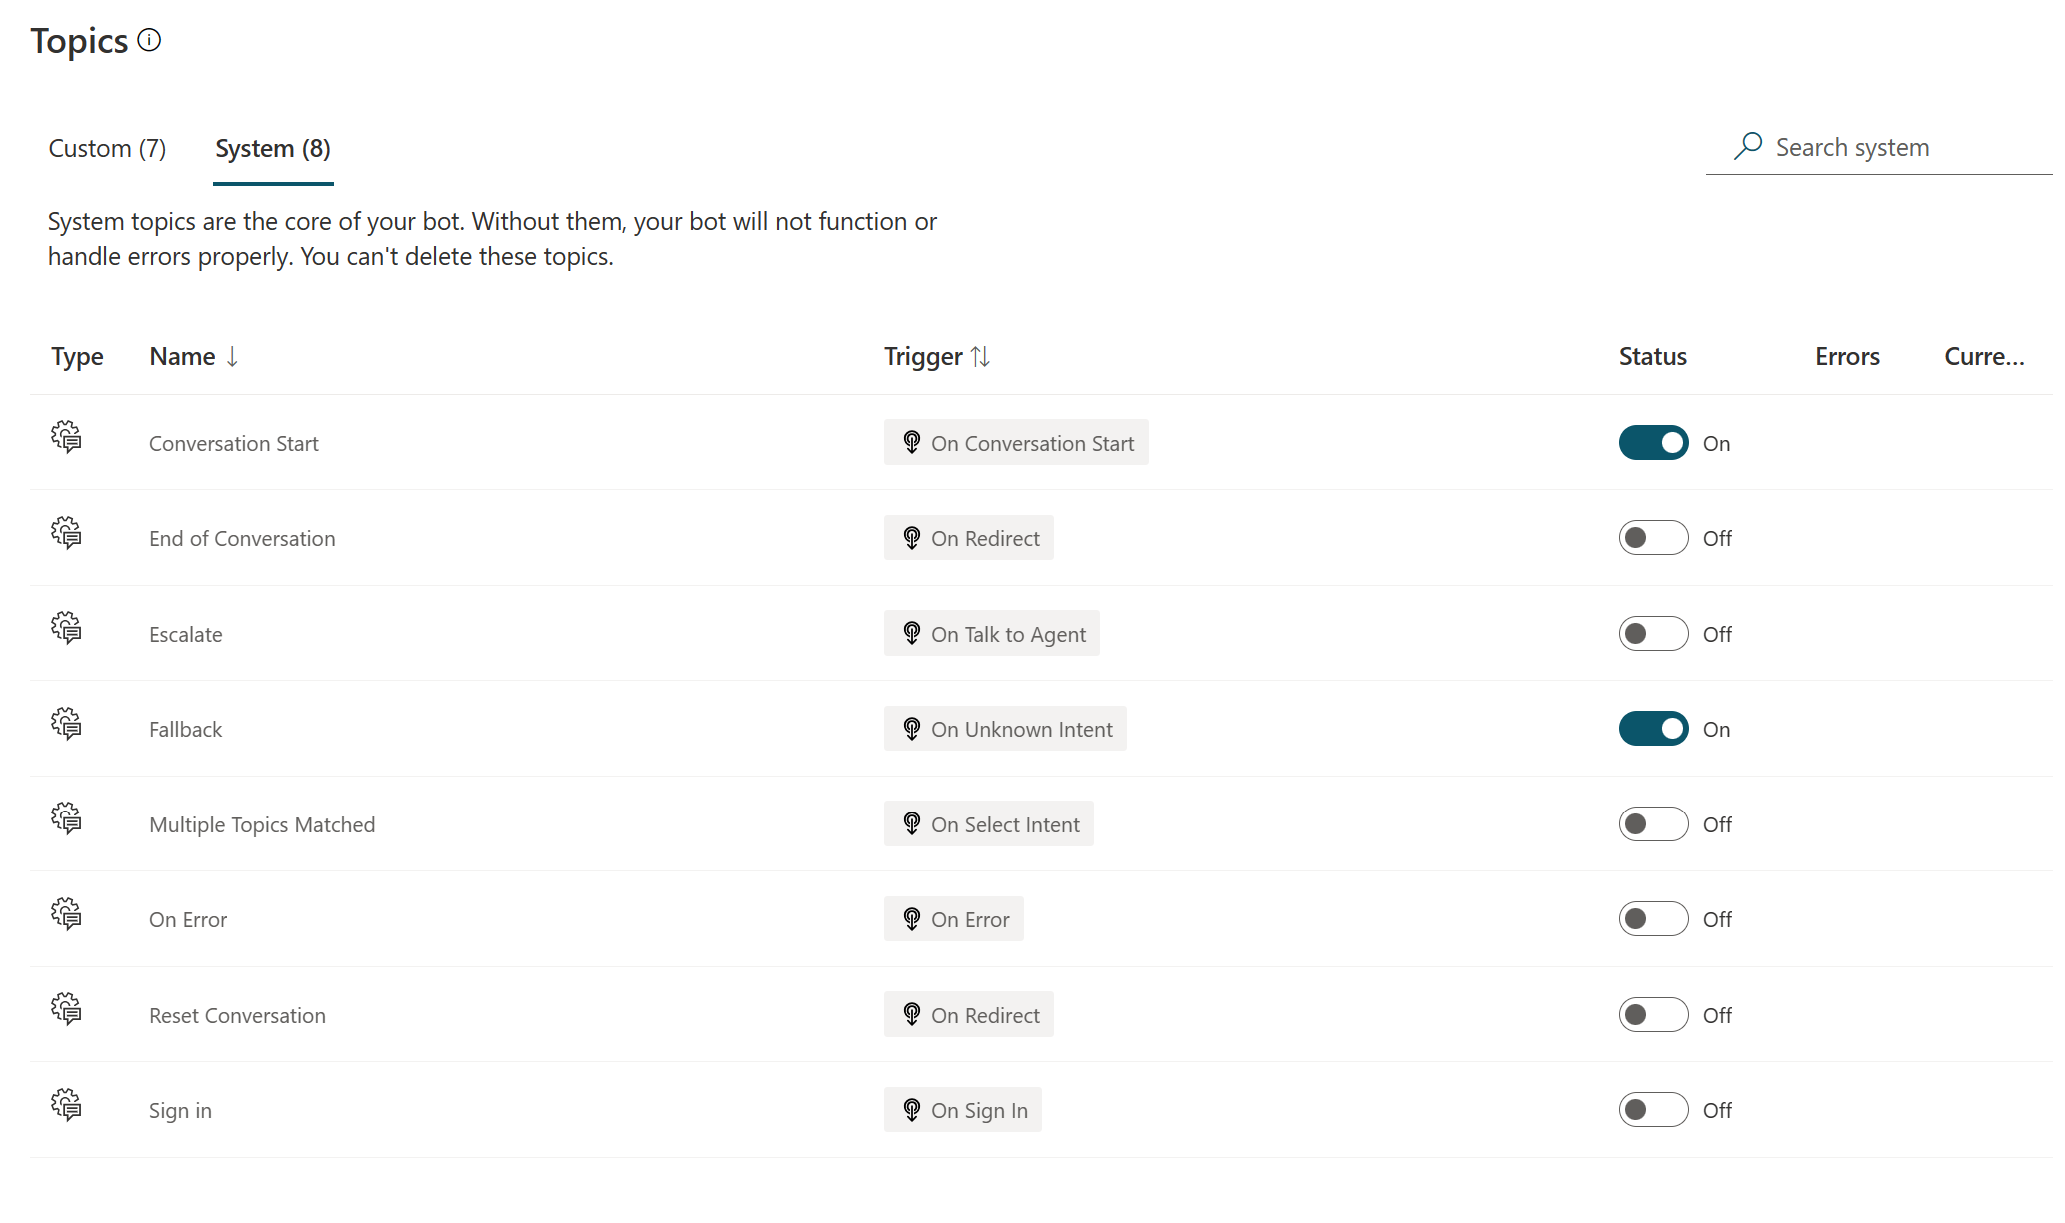 Topics
Custom (7) System (8) Search system
System topics are the core of your bot. Without them, your bot will not function or
handle errors properly. You can't delete these topics.
Type Name Trigger Status Errors Curre...
Conversation Start On Conversation Start On
End of Conversation On Redirect Off
Escalate On Talk to Agent Off
Fallback On Unknown Intent On
Multiple Topics Matched On Select Intent Off
On Error On Error Off
Reset Conversation On Redirect Off
Sign in On Sign In Off